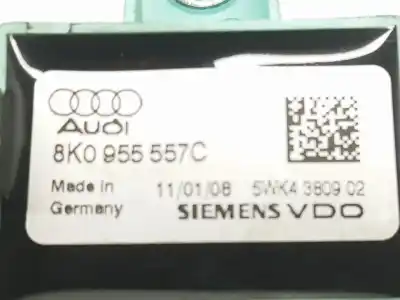 Audi
8K0 955 557C
Made in 11/01/08 5WK4 3809 02
Germany SIEMENS VDO